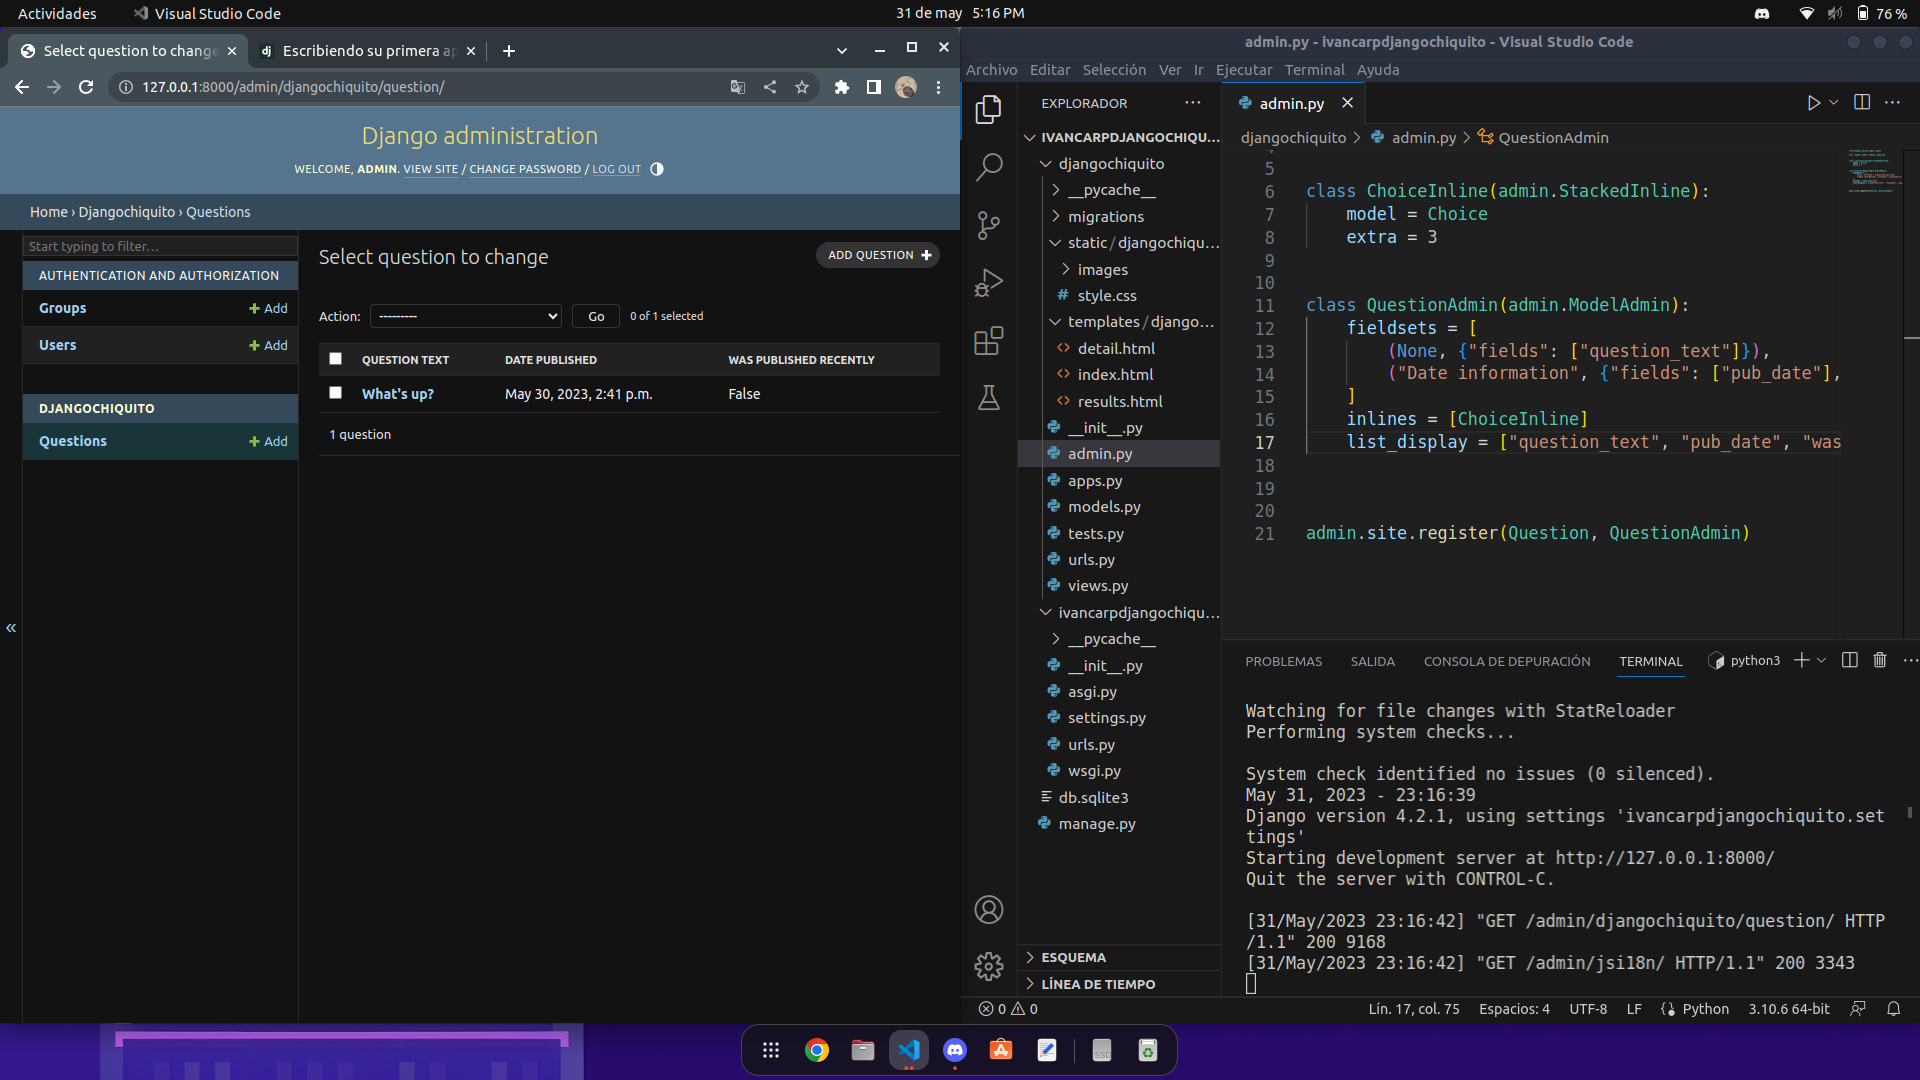 Actividades
Visual Studio Code
31 de may 5:16 PM
76 %
Select question to change
Escribiendo su primera ap
127.0.0.1:8000/admin/djangochiquito/question/
Django administration
WELCOME, ADMIN. VIEW SITE / CHANGE PASSWORD / LOG OUT
Home › Djangochiquito › Questions
Start typing to filter...
AUTHENTICATION AND AUTHORIZATION
Groups
Add
Users
Add
DJANGOCHIQUITO
Questions
Add
«
Select question to change
ADD QUESTION
Action:
---------
Go
0 of 1 selected
QUESTION TEXT
DATE PUBLISHED
WAS PUBLISHED RECENTLY
What's up?
May 30, 2023, 2:41 p.m.
False
1 question
admin.py - ivancarpdjangochiquito - Visual Studio Code
Archivo Editar Selección Ver Ir Ejecutar Terminal Ayuda
EXPLORADOR
IVANCARPDJANGOCHIQU...
djangochiquito
__pycache__
migrations
static/djangochiqu...
images
style.css
templates/django...
detail.html
index.html
results.html
__init__.py
admin.py
apps.py
models.py
tests.py
urls.py
views.py
ivancarpdjangochiqu...
__pycache__
__init__.py
asgi.py
settings.py
urls.py
wsgi.py
db.sqlite3
manage.py
ESQUEMA
LÍNEA DE TIEMPO
admin.py
djangochiquito > admin.py > QuestionAdmin
5
6 class ChoiceInline(admin.StackedInline):
7 model = Choice
8 extra = 3
9
10
11 class QuestionAdmin(admin.ModelAdmin):
12 fieldsets = [
13 (None, {"fields": ["question_text"]}),
14 ("Date information", {"fields": ["pub_date"],
15 ]
16 inlines = [ChoiceInline]
17 list_display = ["question_text", "pub_date", "was
18
19
20
21 admin.site.register(Question, QuestionAdmin)
PROBLEMAS SALIDA CONSOLA DE DEPURACIÓN TERMINAL python3
Watching for file changes with StatReloader
Performing system checks...
System check identified no issues (0 silenced).
May 31, 2023 - 23:16:39
Django version 4.2.1, using settings 'ivancarpdjangochiquito.set
tings'
Starting development server at http://127.0.0.1:8000/
Quit the server with CONTROL-C.
[31/May/2023 23:16:42] "GET /admin/djangochiquito/question/ HTTP
/1.1" 200 9168
[31/May/2023 23:16:42] "GET /admin/jsi18n/ HTTP/1.1" 200 3343
0 0
Lín. 17, col. 75 Espacios: 4 UTF-8 LF Python 3.10.6 64-bit
SSD